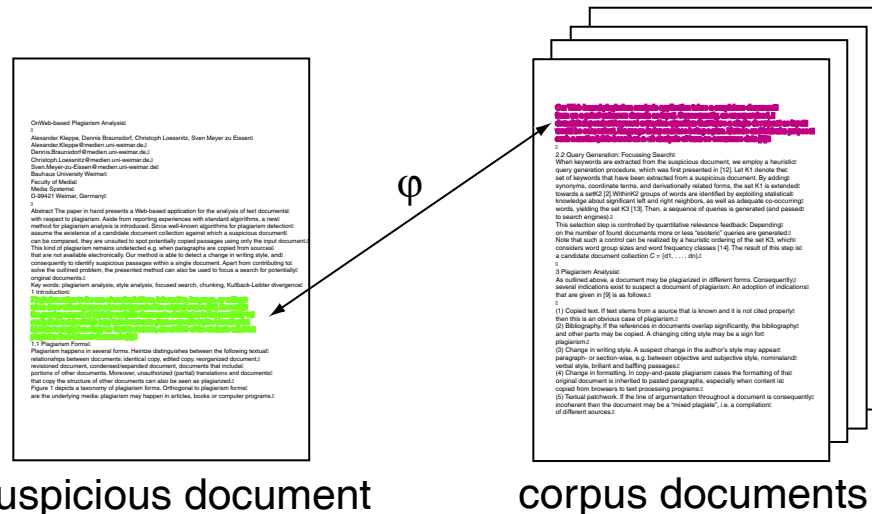 OnWeb-based Plagiarism Analysis
Alexander Kleppe, Dennis Braunsdorf, Christoph Loessnitz, Sven Meyer zu Eissen
Alexander.Kleppe@medien.uni-weimar.de,
Dennis.Braunsdorf@medien.uni-weimar.de,
Christoph.Loessnitz@medien.uni-weimar.de,
Sven.Meyer-zu-Eissen@medien.uni-weimar.de
Bauhaus University Weimar
Faculty of Media
Media Systems
D-99421 Weimar, Germany
Abstract The paper in hand presents a Web-based application for the analysis of text documents
with respect to plagiarism. Aside from reporting experiences with standard algorithms, a new
method for plagiarism analysis is introduced. Since well-known algorithms for plagiarism detection
assume the existence of a candidate document collection against which a suspicious document
can be compared, they are unsuited to spot potentially copied passages using only the input document.
This kind of plagiarism remains undetected e.g. when paragraphs are copied from sources
that are not available electronically. Our method is able to detect a change in writing style, and
consequently to identify suspicious passages within a single document. Apart from contributing to
solve the outlined problem, the presented method can also be used to focus a search for potentially
original documents.
Key words: plagiarism analysis, style analysis, focused search, chunking, Kullback-Leibler divergence
1 Introduction
1.1 Plagiarism Forms
Plagiarism happens in several forms. Heintze distinguishes between the following textual
relationships between documents: identical copy, edited copy, reorganized document,
revisioned document, condensed/expanded document, documents that include
portions of other documents. Moreover, unauthorized (partial) translations and documents
that copy the structure of other documents can also be seen as plagiarized.
Figure 1 depicts a taxonomy of plagiarism forms. Orthogonal to plagiarism forms
are the underlying media: plagiarism may happen in articles, books or computer programs.
uspicious document
φ
2.2 Query Generation: Focussing Search
When keywords are extracted from the suspicious document, we employ a heuristic
query generation procedure, which was first presented in [12]. Let K1 denote the
set of keywords that have been extracted from a suspicious document. By adding
synonyms, coordinate terms, and derivationally related forms, the set K1 is extended
towards a setK2 [2].WithinK2 groups of words are identified by exploiting statistical
knowledge about significant left and right neighbors, as well as adequate co-occurring
words, yielding the set K3 [13]. Then, a sequence of queries is generated (and passed
to search engines).
This selection step is controlled by quantitative relevance feedback: Depending
on the number of found documents more or less "esoteric" queries are generated.
Note that such a control can be realized by a heuristic ordering of the set K3, which
considers word group sizes and word frequency classes [14]. The result of this step is
a candidate document collection C = {d1, . . . , dn}.
3 Plagiarism Analysis
As outlined above, a document may be plagiarized in different forms. Consequently,
several indications exist to suspect a document of plagiarism. An adoption of indications
that are given in [9] is as follows.
(1) Copied text. If text stems from a source that is known and it is not cited properly
then this is an obvious case of plagiarism.
(2) Bibliography. If the references in documents overlap significantly, the bibliography
and other parts may be copied. A changing citing style may be a sign for
plagiarism.
(3) Change in writing style. A suspect change in the author's style may appear
paragraph- or section-wise, e.g. between objective and subjective style, nominaland
verbal style, brillant and baffling passages.
(4) Change in formatting. In copy-and-paste plagiarism cases the formatting of the
original document is inherited to pasted paragraphs, especially when content is
copied from browsers to text processing programs.
(5) Textual patchwork. If the line of argumentation throughout a document is consequently
incoherent then the document may be a "mixed plagiate", i.e. a compilation
of different sources.
corpus documents